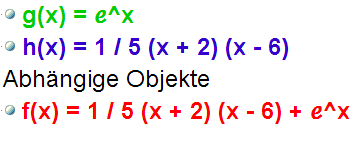 g(x) = ℯ^x
h(x) = 1 / 5 (x + 2) (x - 6)
Abhängige Objekte
f(x) = 1 / 5 (x + 2) (x - 6) + ℯ^x